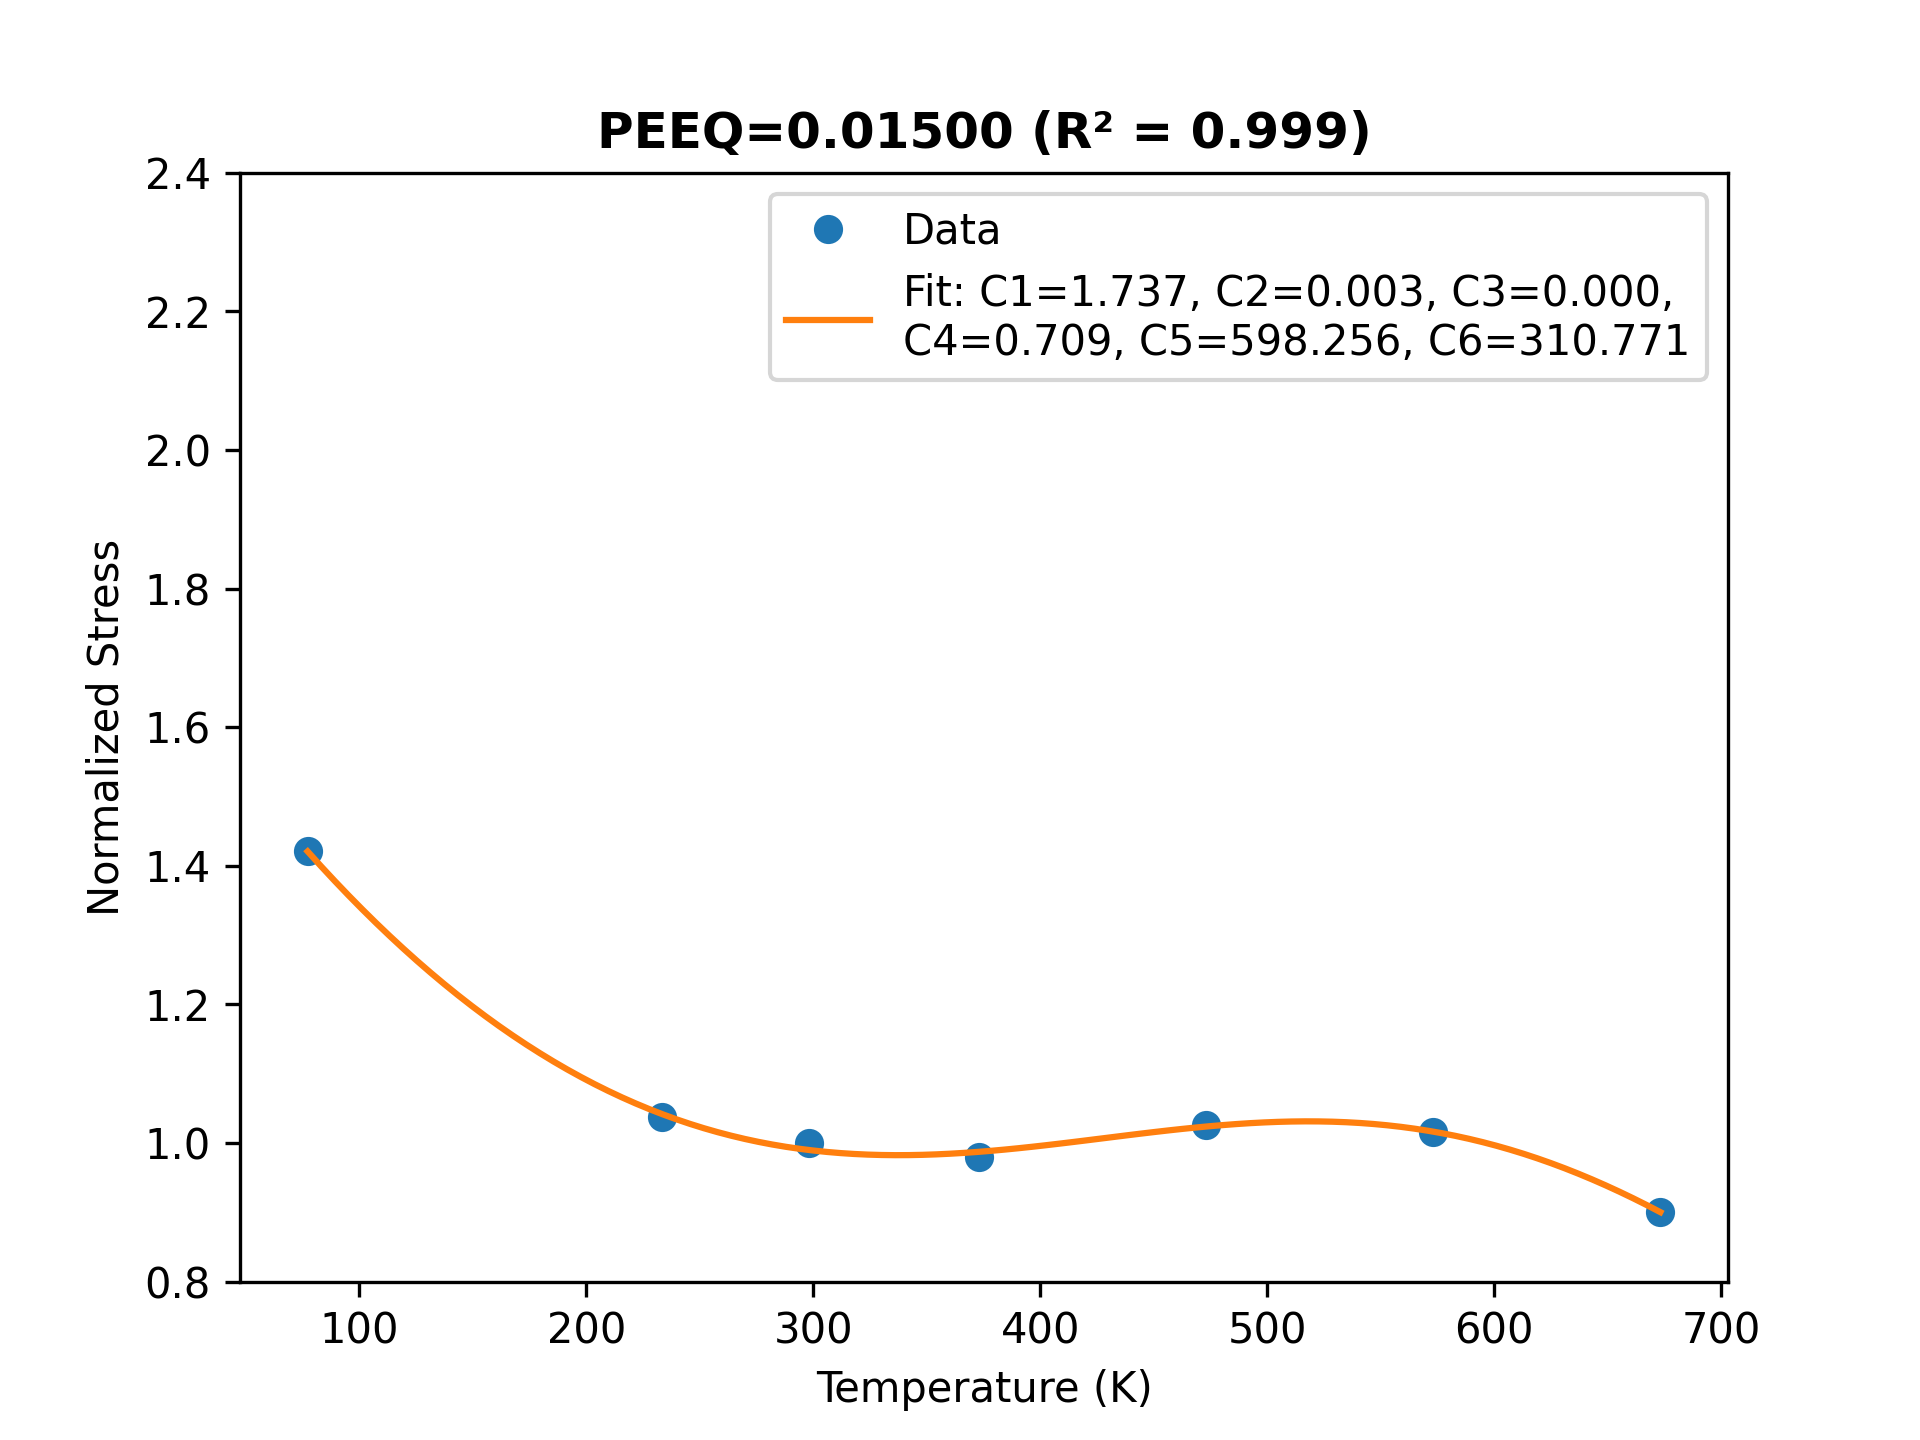 PEEQ=0.01500 (R² = 0.999)
2.4
2.2
2.0
1.8
1.6
1.4
1.2
1.0
0.8
Normalized Stress
Data
Fit: C1=1.737, C2=0.003, C3=0.000,
C4=0.709, C5=598.256, C6=310.771
100 200 300 400 500 600 700
Temperature (K)